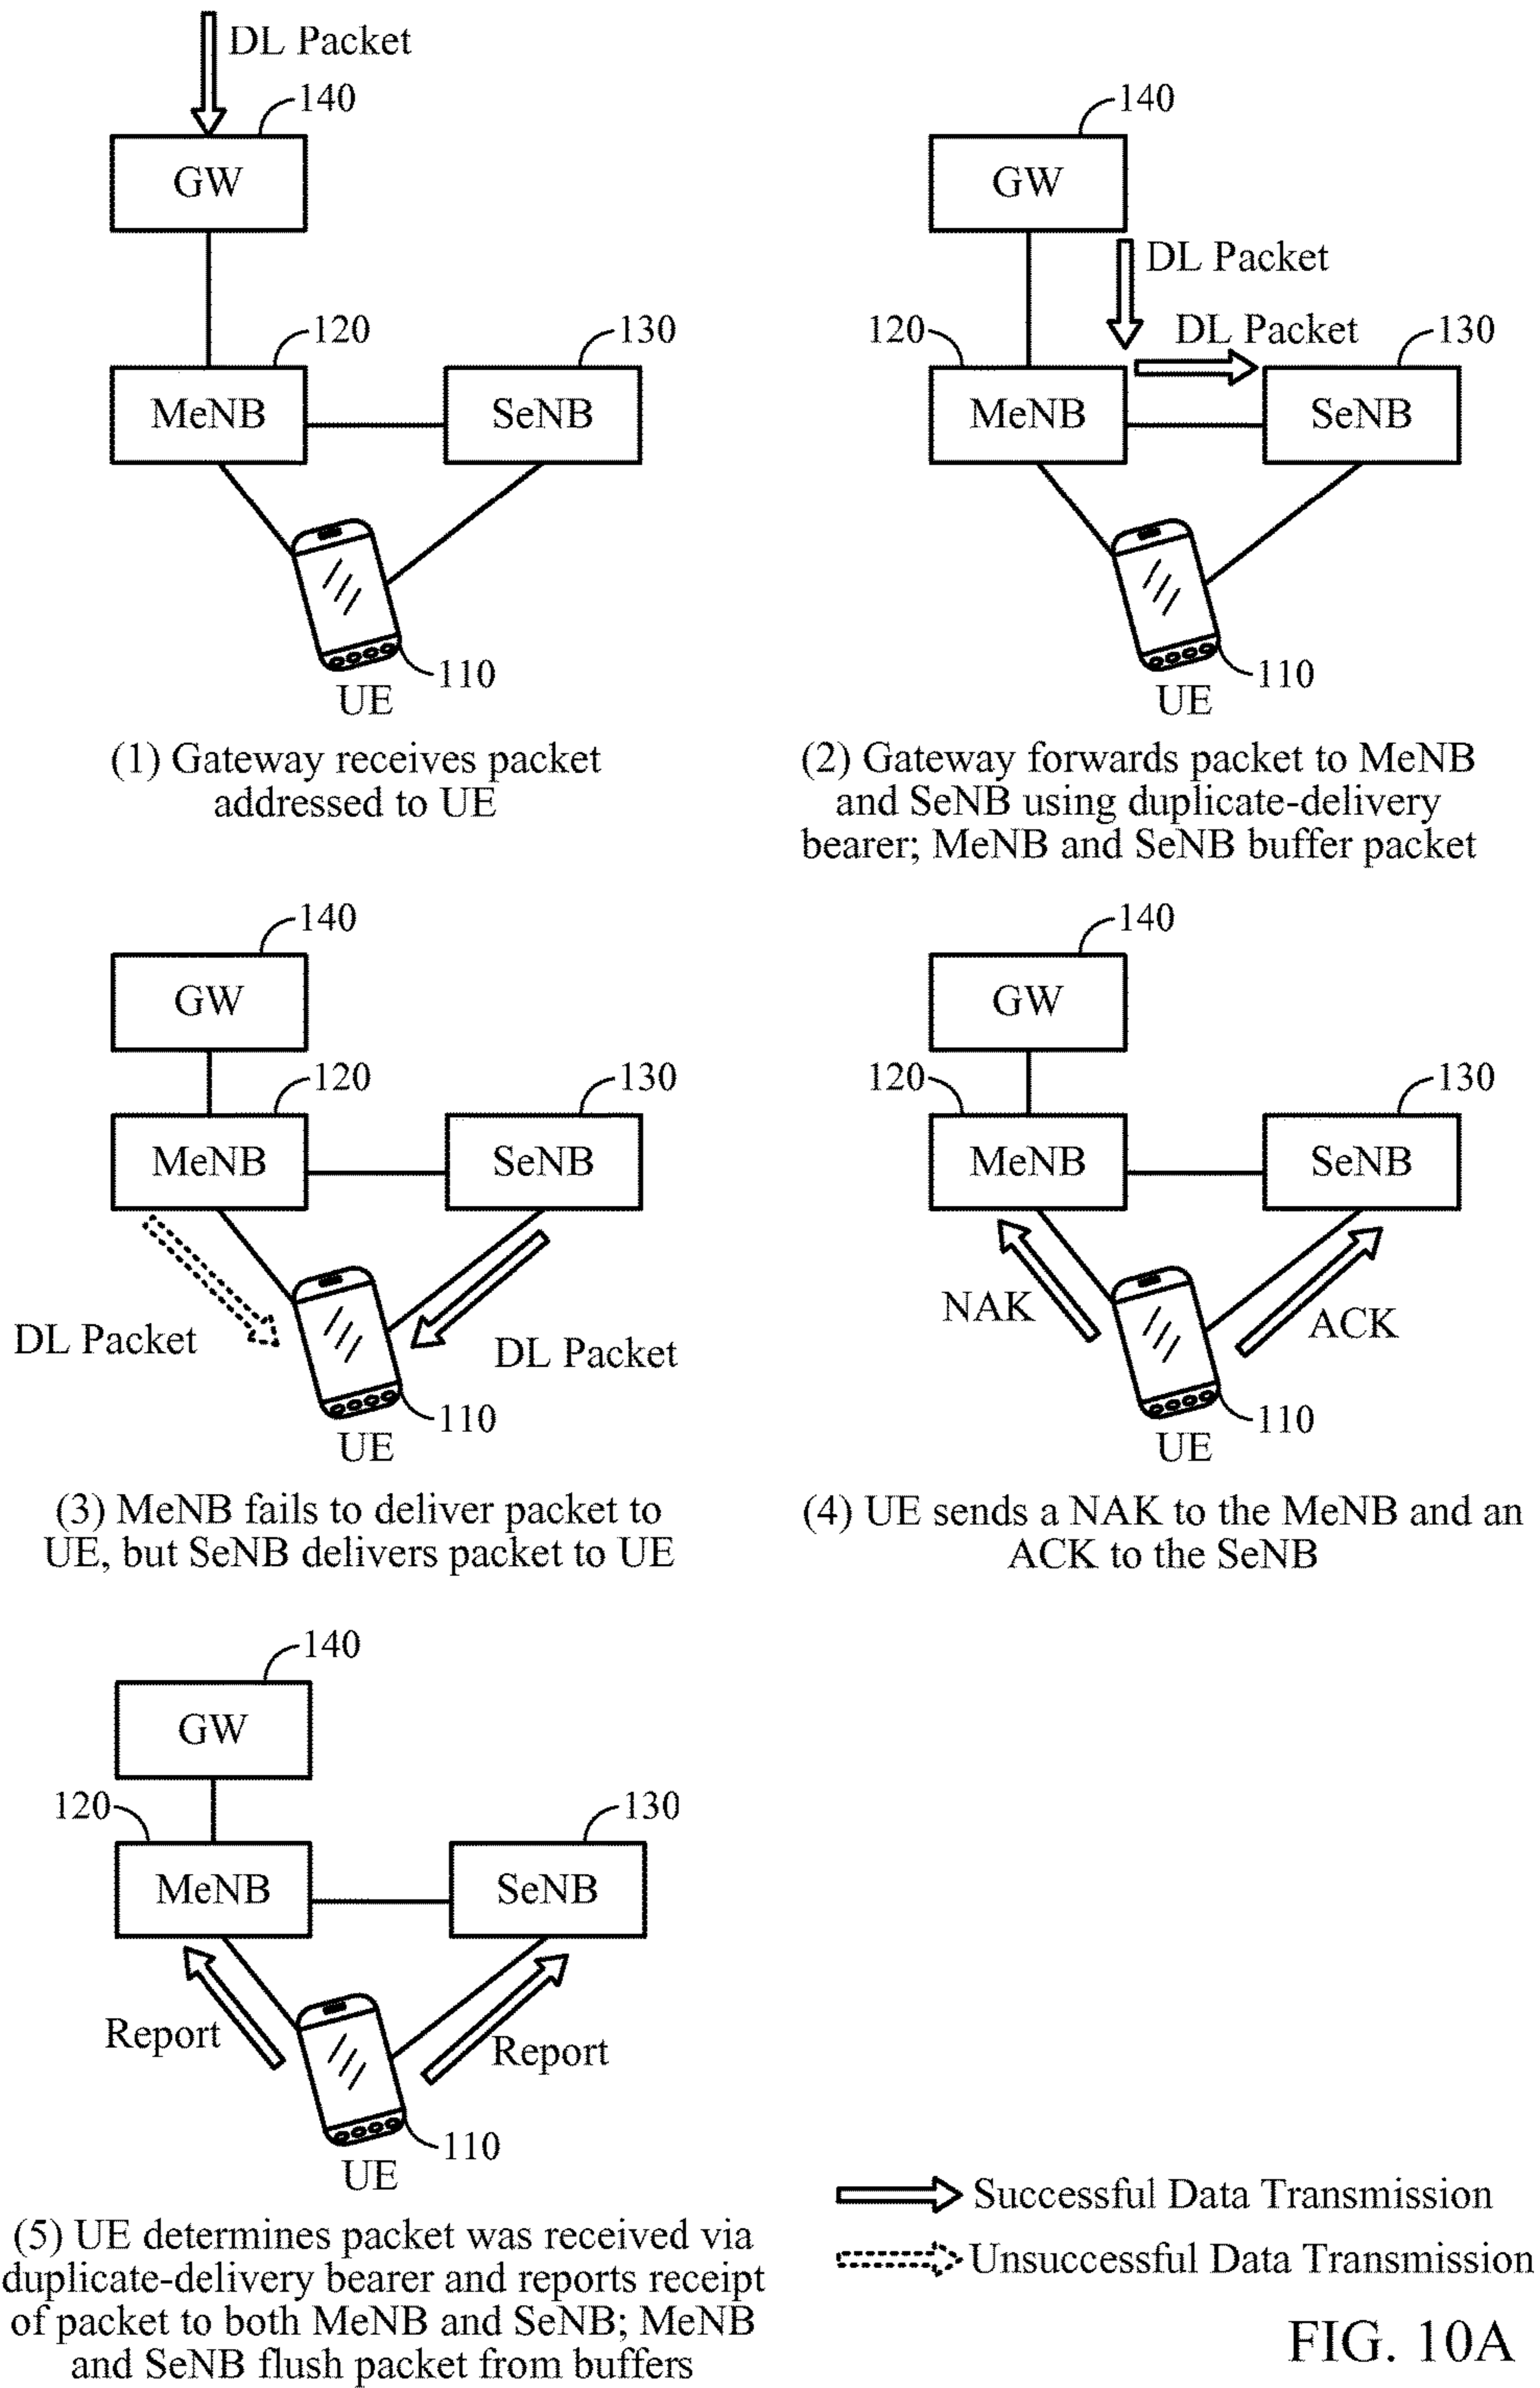 DL Packet
140
GW
120
130
MeNB
SeNB
110
UE
(1) Gateway receives packet
addressed to UE
140
GW
DL Packet
120
DL Packet
130
MeNB
SeNB
110
UE
(2) Gateway forwards packet to MeNB
and SeNB using duplicate-delivery
bearer; MeNB and SeNB buffer packet
140
GW
120
130
MeNB
SeNB
DL Packet
DL Packet
110
UE
(3) MeNB fails to deliver packet to
UE, but SeNB delivers packet to UE
140
GW
120
130
MeNB
SeNB
NAK
ACK
110
UE
(4) UE sends a NAK to the MeNB and an
ACK to the SeNB
140
GW
120
130
MeNB
SeNB
Report
Report
110
UE
(5) UE determines packet was received via
duplicate-delivery bearer and reports receipt
of packet to both MeNB and SeNB; MeNB
and SeNB flush packet from buffers
Successful Data Transmission
Unsuccessful Data Transmission
FIG. 10A